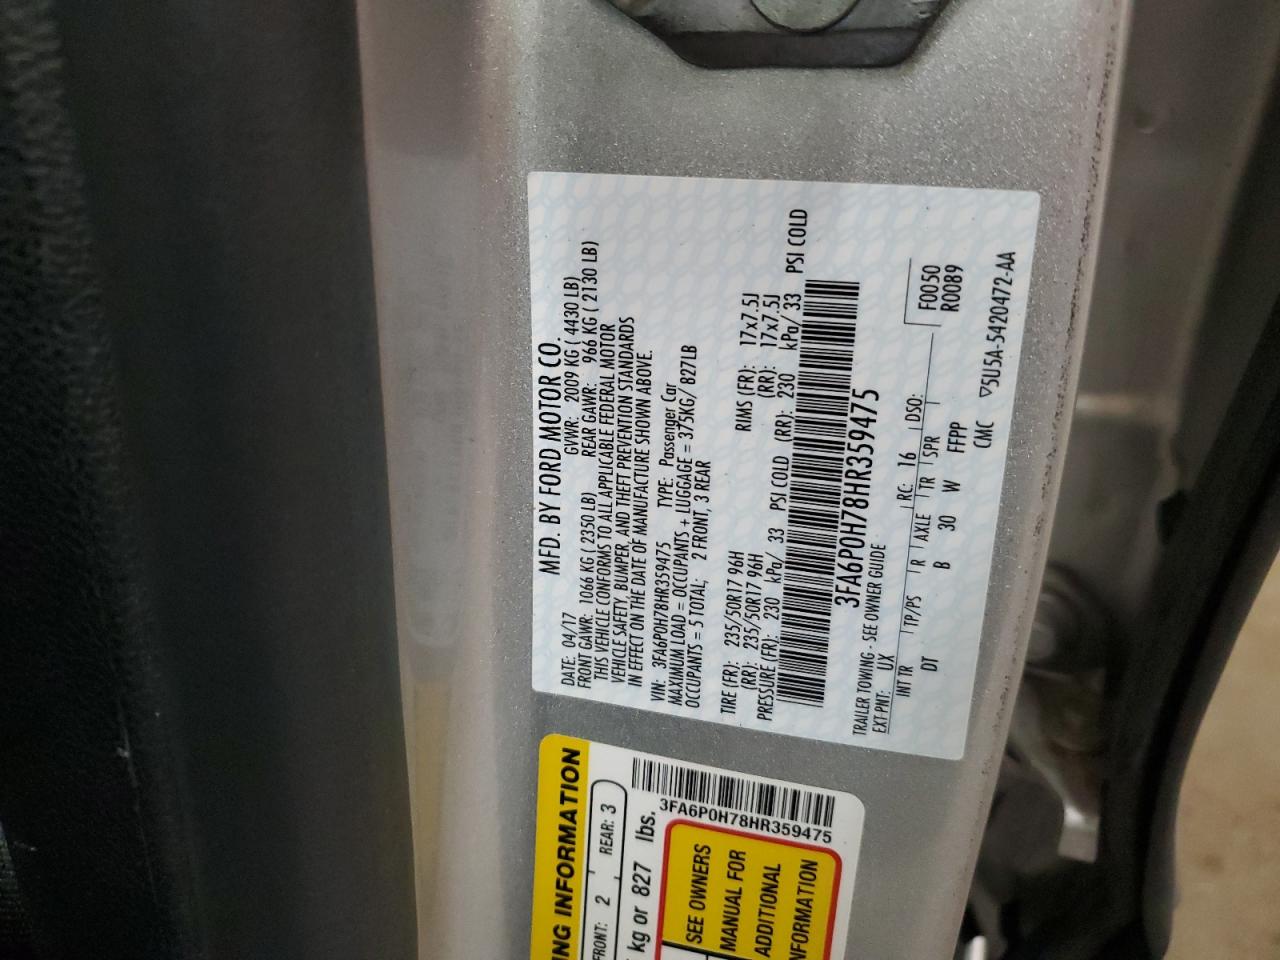 MFD. BY FORD MOTOR CO.
DATE: 04/17 GVWR: 2009 KG ( 4430 LB)
FRONT GAWR: 1066 KG ( 2350 LB) REAR GAWR: 966 KG ( 2130 LB)
THIS VEHICLE CONFORMS TO ALL APPLICABLE FEDERAL MOTOR
VEHICLE SAFETY, BUMPER, AND THEFT PREVENTION STANDARDS
IN EFFECT ON THE DATE OF MANUFACTURE SHOWN ABOVE.
VIN: 3FA6P0H78HR359475 TYPE: Passenger Car
MAXIMUM LOAD = OCCUPANTS + LUGGAGE = 375KG/ 827LB
OCCUPANTS = 5 TOTAL; 2 FRONT, 3 REAR
TIRE (FR): 235/50R17 96H RIMS (FR): 17x7.5J
(RR): 235/50R17 96H (RR): 17x7.5J
PRESSURE (FR): 230 kPa/ 33 PSI COLD (RR): 230 kPa/ 33 PSI COLD
3FA6P0H78HR359475
TRAILER TOWING - SEE OWNER GUIDE
EXT PNT: UX RC: 16 DSO: F0050
R0089
INT TR TP/PS R AXLE TR SPR
DT B 30 W FFPP
CMC ▽5U5A-5420472-AA
ING INFORMATION
FRONT: 2 REAR: 3
kg or 827 lbs.
3FA6P0H78HR359475
SEE OWNERS
MANUAL FOR
ADDITIONAL
NFORMATION